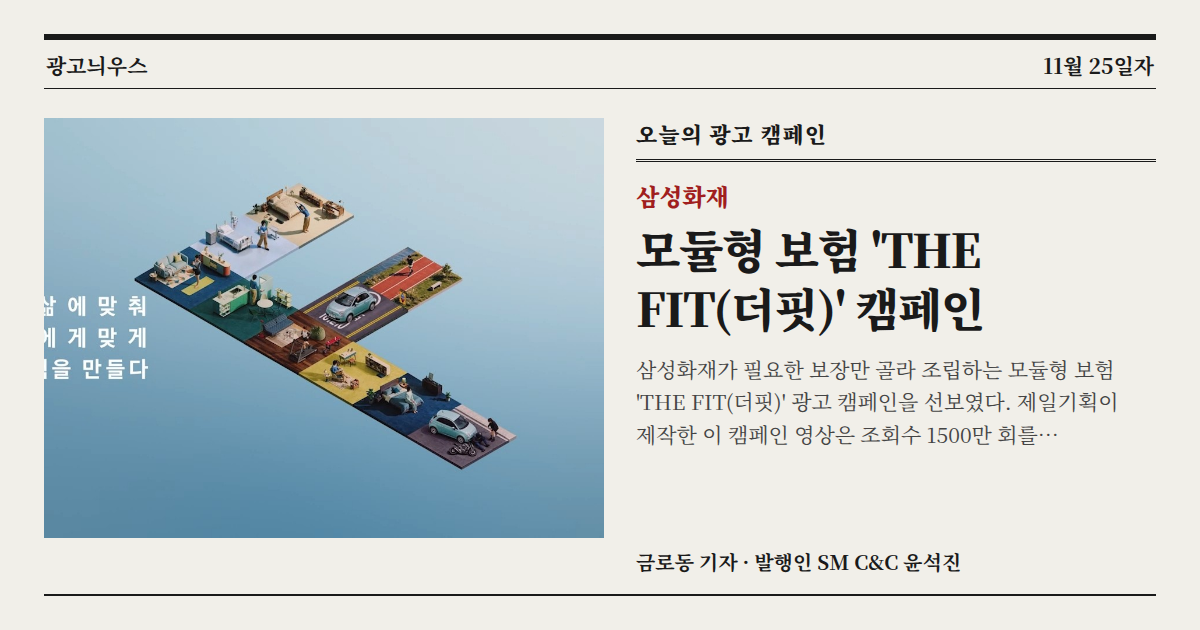 광고늬우스
11월 25일자
오늘의 광고 캠페인
삼성화재
모듈형 보험 'THE
FIT(더핏)' 캠페인
삼성화재가 필요한 보장만 골라 조립하는 모듈형 보험
'THE FIT(더핏)' 광고 캠페인을 선보였다. 제일기획이
제작한 이 캠페인 영상은 조회수 1500만 회를…
삶에 맞춰
에게 맞게
을 만들다
금로동 기자 · 발행인 SM C&C 윤석진